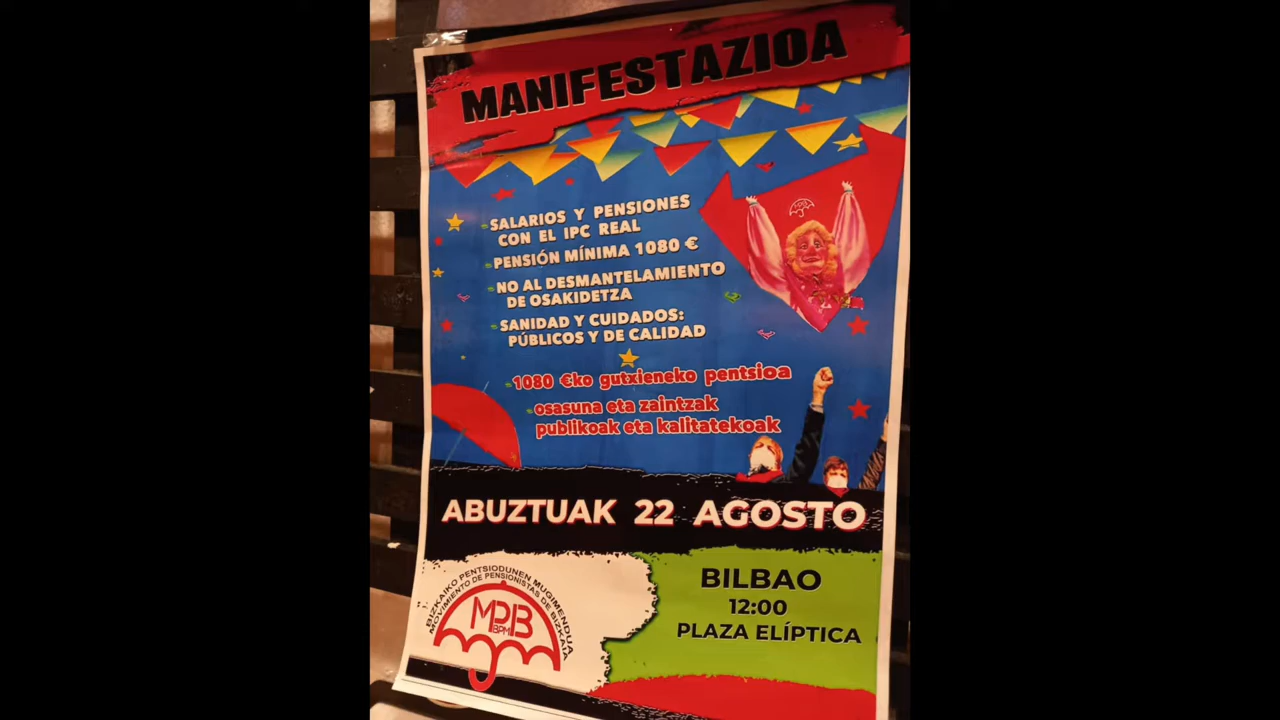 MANIFESTAZIOA
SALARIOS Y PENSIONES
CON EL IPC REAL
PENSIÓN MÍNIMA 1080 €
NO AL DESMANTELAMIENTO
DE OSAKIDETZA
SANIDAD Y CUIDADOS:
PÚBLICOS Y DE CALIDAD
1080 €ko gutxieneko pentsioa
osasuna eta zaintzak
publikoak eta kalitatekoak
ABUZTUAK 22 AGOSTO
BIZKAIKO PENTSIODUNEN MUGIMENDUA
MOVIMIENTO DE PENSIONISTAS DE BIZKAIA
MPB
BPM
BILBAO
12:00
PLAZA ELÍPTICA